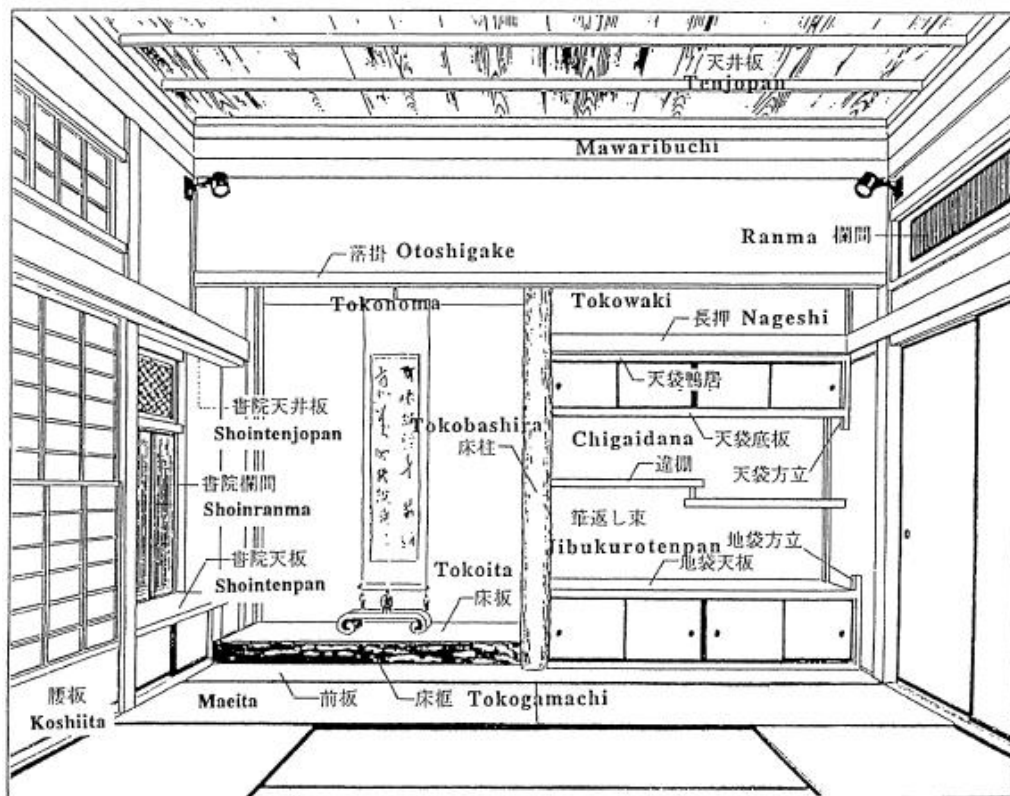 天井板
Tenjopan
Mawaribuchi
Ranma 欄間
落掛 Otoshigake
Tokonoma
Tokowaki
長押 Nageshi
天袋鴨居
書院天井板
Shointenjopan
Tokobashira
床柱
Chigaidana
天袋底板
違棚
天袋方立
書院欄間
Shoinranma
筆返し束
Jibukurotenpan
地袋方立
地袋天板
書院天板
Shointenpan
Tokoita
床板
腰板
Koshiita
Maeita
前板
床框 Tokogamachi